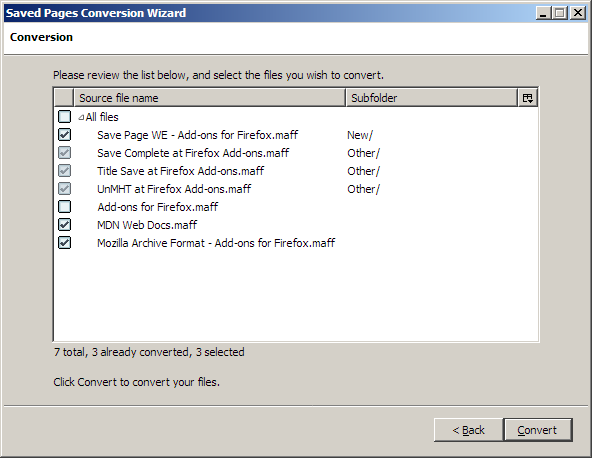 Saved Pages Conversion Wizard
Conversion
Please review the list below, and select the files you wish to convert.
Source file name Subfolder
All files
Save Page WE - Add-ons for Firefox.maff New/
Save Complete at Firefox Add-ons.maff Other/
Title Save at Firefox Add-ons.maff Other/
UnMHT at Firefox Add-ons.maff Other/
Add-ons for Firefox.maff
MDN Web Docs.maff
Mozilla Archive Format - Add-ons for Firefox.maff
7 total, 3 already converted, 3 selected
Click Convert to convert your files.
< Back Convert